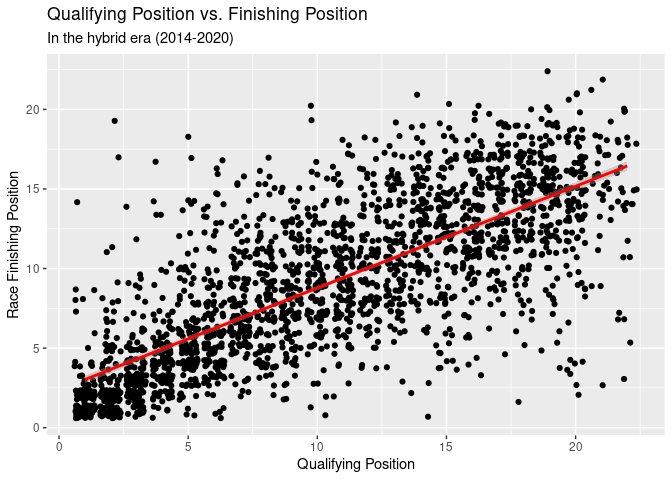 Qualifying Position vs. Finishing Position
In the hybrid era (2014-2020)
Race Finishing Position
20
15
10
5
0
0 5 10 15 20
Qualifying Position